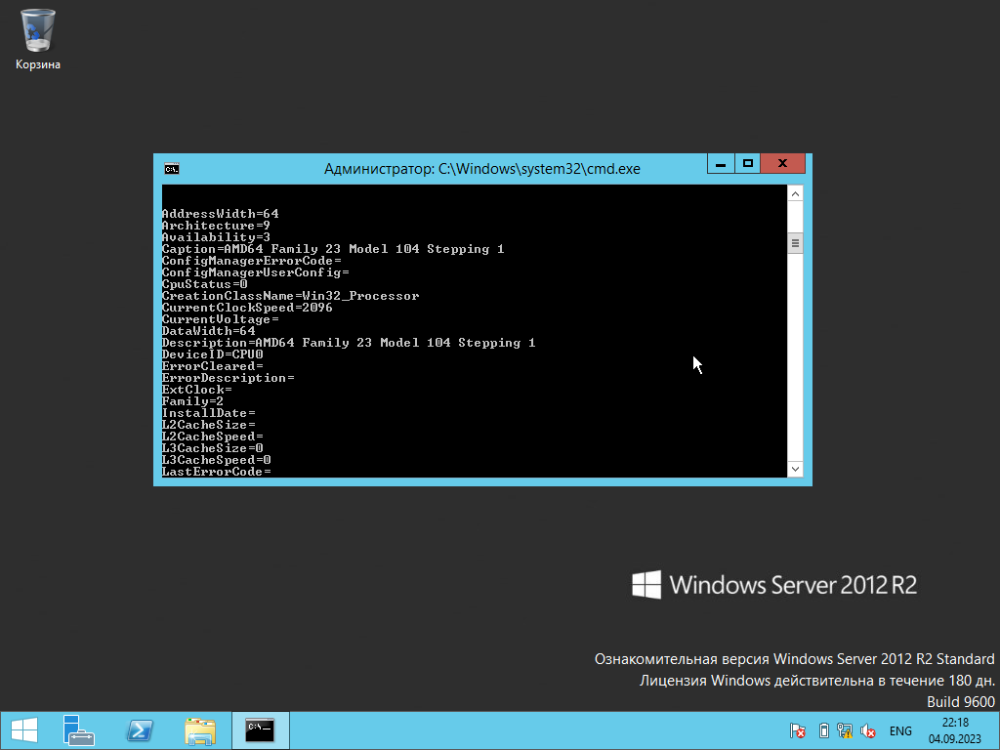 Корзина
Администратор: C:\Windows\system32\cmd.exe
AddressWidth=64
Architecture=9
Availability=3
Caption=AMD64 Family 23 Model 104 Stepping 1
ConfigManagerErrorCode=
ConfigManagerUserConfig=
CpuStatus=0
CreationClassName=Win32_Processor
CurrentClockSpeed=2096
CurrentVoltage=
DataWidth=64
Description=AMD64 Family 23 Model 104 Stepping 1
DeviceID=CPU0
ErrorCleared=
ErrorDescription=
ExtClock=
Family=2
InstallDate=
L2CacheSize=
L2CacheSpeed=
L3CacheSize=0
L3CacheSpeed=0
LastErrorCode=
Windows Server 2012 R2
Ознакомительная версия Windows Server 2012 R2 Standard
Лицензия Windows действительна в течение 180 дн.
Build 9600
ENG
22:18
04.09.2023